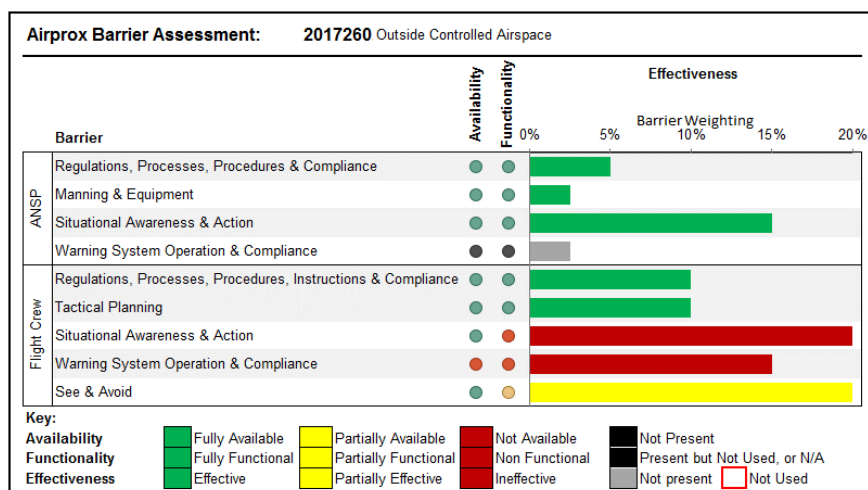 Airprox Barrier Assessment: 2017260 Outside Controlled Airspace
Availability
Functionality
Effectiveness
Barrier Weighting
Barrier
0% 5% 10% 15% 20%
ANSP
Regulations, Processes, Procedures & Compliance
Manning & Equipment
Situational Awareness & Action
Warning System Operation & Compliance
Flight Crew
Regulations, Processes, Procedures, Instructions & Compliance
Tactical Planning
Situational Awareness & Action
Warning System Operation & Compliance
See & Avoid
Key:
Availability Fully Available Partially Available Not Available Not Present
Functionality Fully Functional Partially Functional Non Functional Present but Not Used, or N/A
Effectiveness Effective Partially Effective Ineffective Not present Not Used